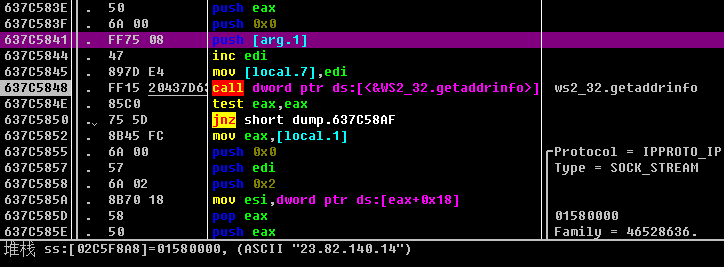 637C583E . 50 push eax
637C583F . 6A 00 push 0x0
637C5841 . FF75 08 push [arg.1]
637C5844 . 47 inc edi
637C5845 . 897D E4 mov [local.7],edi
637C5848 . FF15 20437D63 call dword ptr ds:[<&WS2_32.getaddrinfo>] ws2_32.getaddrinfo
637C584E . 85C0 test eax,eax
637C5850 . 75 5D jnz short dump.637C58AF
637C5852 . 8B45 FC mov eax,[local.1]
637C5855 . 6A 00 push 0x0 Protocol = IPPROTO_IP
637C5857 . 57 push edi Type = SOCK_STREAM
637C5858 . 6A 02 push 0x2
637C585A . 8B70 18 mov esi,dword ptr ds:[eax+0x18]
637C585D . 58 pop eax 01580000
637C585E . 50 push eax Family = 46528636.
堆栈 ss:[02C5F8A8]=01580000, (ASCII "23.82.140.14")